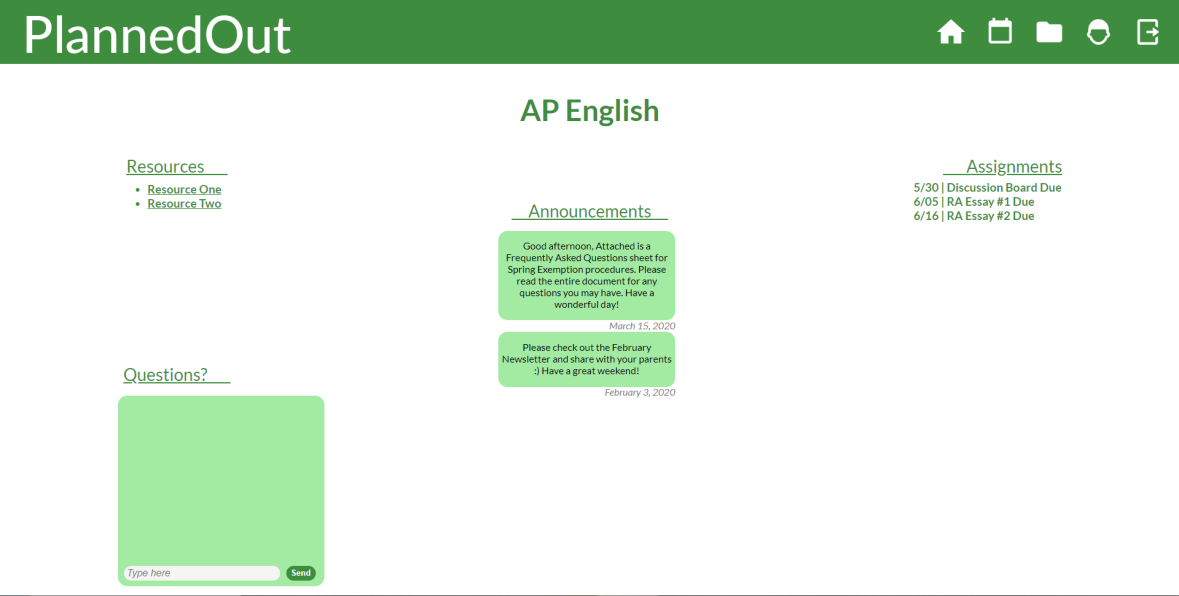 PlannedOut
AP English
Resources
Resource One
Resource Two
Questions?
Type here
Send
Announcements
Good afternoon, Attached is a
Frequently Asked Questions sheet for
Spring Exemption procedures. Please
read the entire document for any
questions you may have. Have a
wonderful day!
March 15, 2020
Please check out the February
Newsletter and share with your parents
:) Have a great weekend!
February 3, 2020
Assignments
5/30 | Discussion Board Due
6/05 | RA Essay #1 Due
6/16 | RA Essay #2 Due